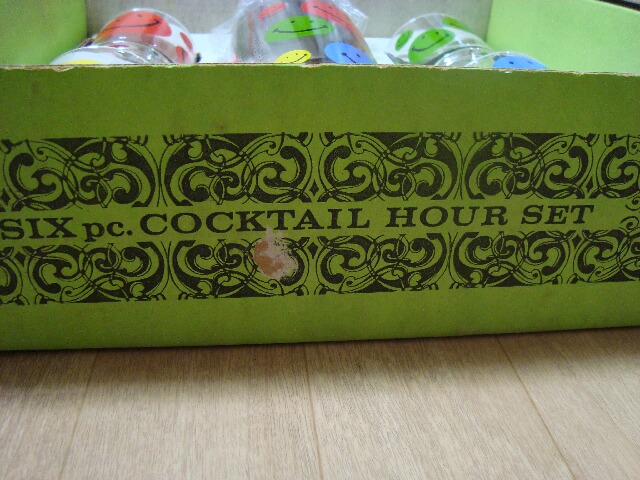 SIX pc. COCKTAIL HOUR SET